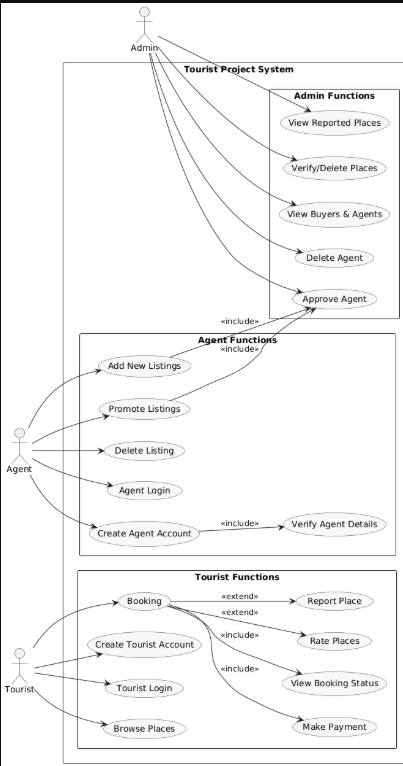 Admin
Tourist Project System
Admin Functions
View Reported Places
Verify/Delete Places
View Buyers & Agents
Delete Agent
Approve Agent
«include»
Agent Functions
«include»
Add New Listings
Promote Listings
Delete Listing
Agent
Agent Login
Create Agent Account
«include»
Verify Agent Details
Tourist Functions
Booking
«extend»
Report Place
«extend»
Rate Places
«include»
Create Tourist Account
«include»
View Booking Status
Tourist
Tourist Login
Browse Places
Make Payment